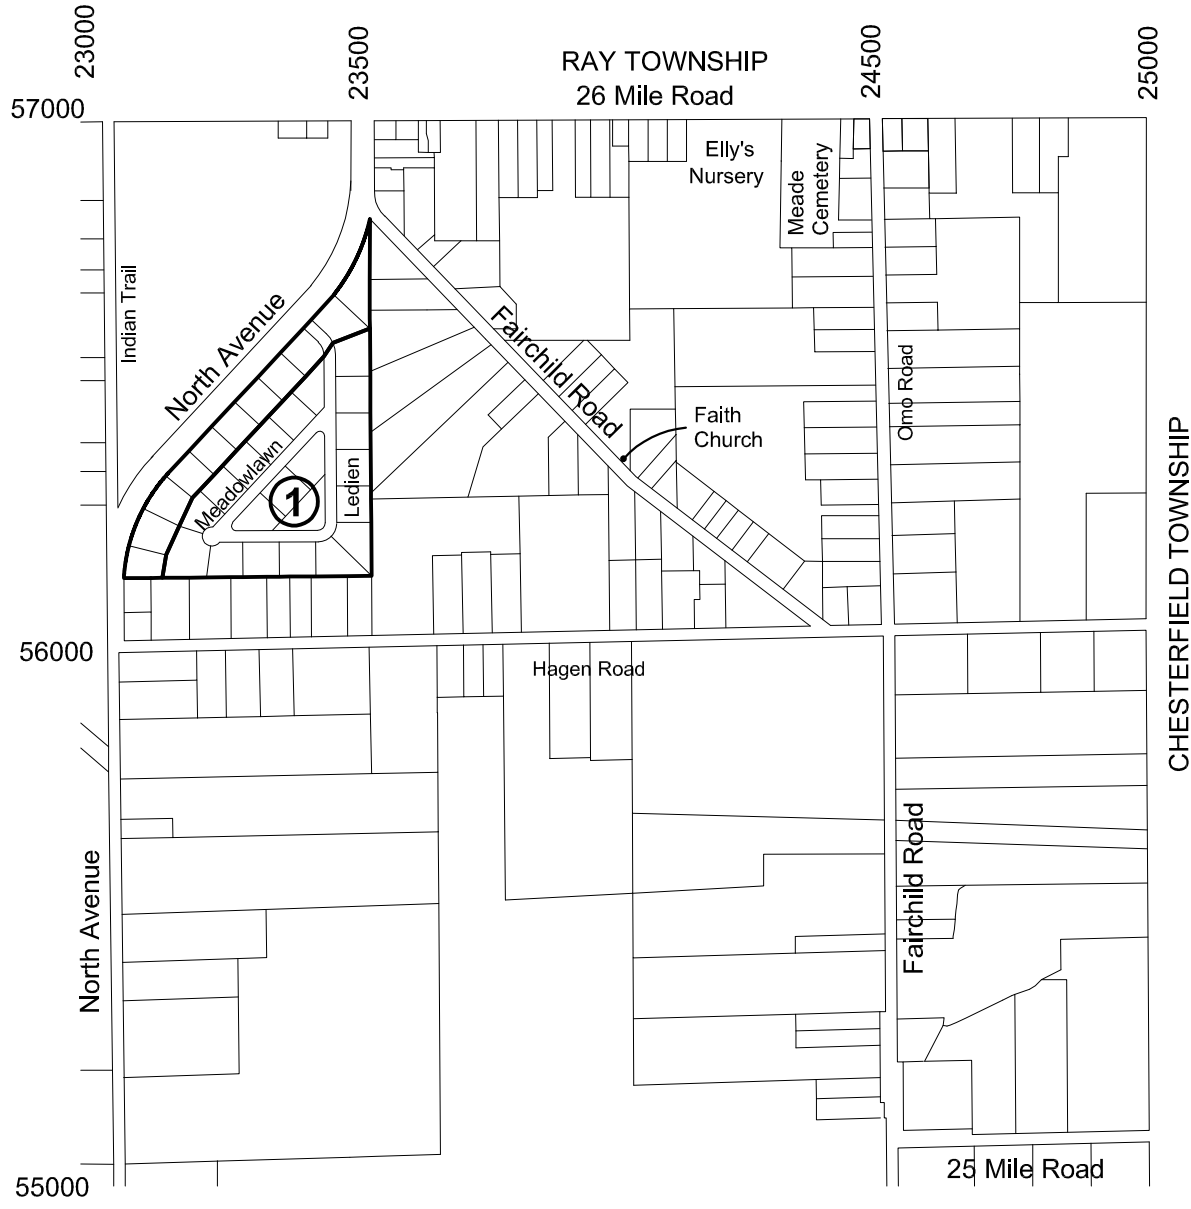 23000
23500
24500
25000
RAY TOWNSHIP
26 Mile Road
57000
Elly's
Nursery
Meade
Cemetery
Indian Trail
North Avenue
Fairchild Road
Omo Road
Faith
Church
CHESTERFIELD TOWNSHIP
Meadowlawn
Ledien
1
56000
Hagen Road
North Avenue
Fairchild Road
25 Mile Road
55000